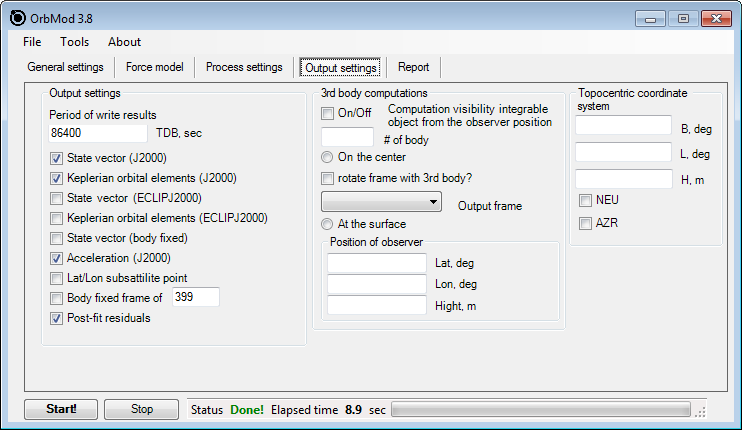 OrbMod 3.8
File Tools About
General settings Force model Process settings Output settings Report
Output settings
Period of write results
86400 TDB, sec
State vector (J2000)
Keplerian orbital elements (J2000)
State vector (ECLIPJ2000)
Keplerian orbital elements (ECLIPJ2000)
State vector (body fixed)
Acceleration (J2000)
Lat/Lon subsattilite point
Body fixed frame of 399
Post-fit residuals
3rd body computations
On/Off
Computation visibility integrable
object from the observer position
# of body
On the center
rotate frame with 3rd body?
Output frame
At the surface
Position of observer
Lat, deg
Lon, deg
Hight, m
Topocentric coordinate
system
B, deg
L, deg
H, m
NEU
AZR
Start! Stop Status Done! Elapsed time 8.9 sec